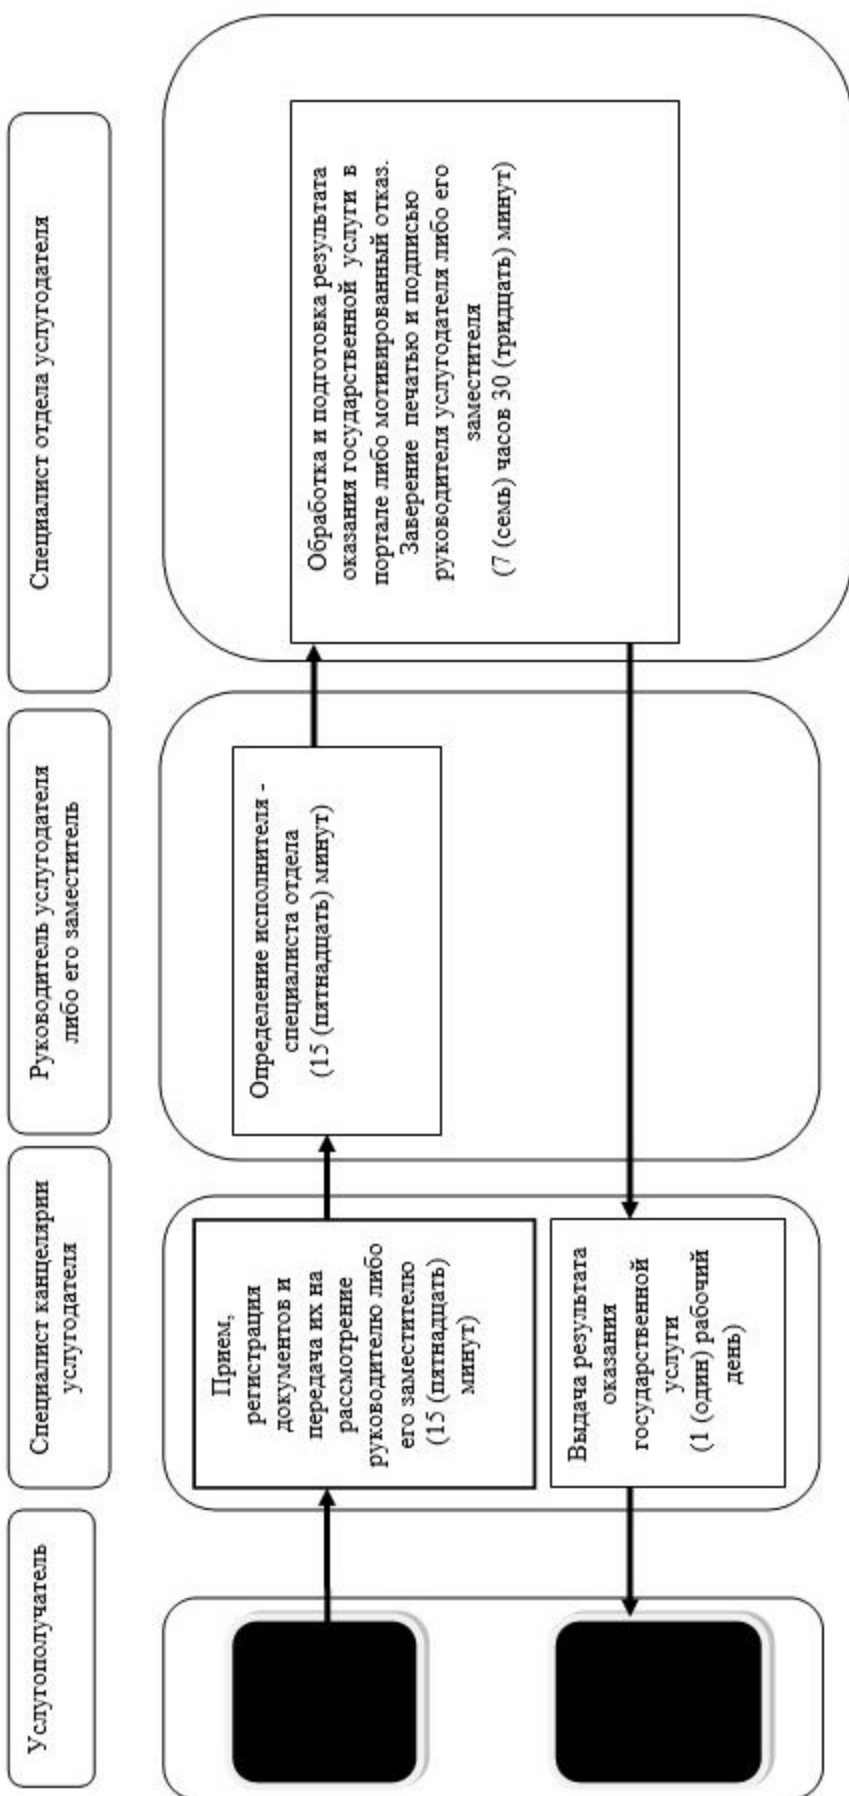 Услугополучатель
Специалист канцелярии
услугодателя
Руководитель услугодателя
либо его заместитель
Специалист отдела услугодателя
Прием,
регистрация
документов и
передача их на
рассмотрение
руководителю либо
его заместителю
(15 (пятнадцать)
минут)
Определение исполнителя -
специалиста отдела
(15 (пятнадцать) минут)
Обработка и подготовка результата
оказания государственной услуги в
портале либо мотивированный отказ.
Заверение печатью и подписью
руководителя услугодателя либо его
заместителя
(7 (семь) часов 30 (тридцать) минут)
Выдача результата
оказания
государственной
услуги
(1 (один) рабочий
день)